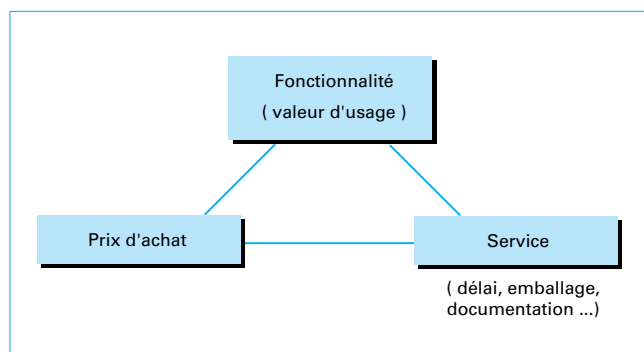 Fonctionnalité
( valeur d'usage )
Prix d'achat
Service
( délai, emballage,
documentation ...)